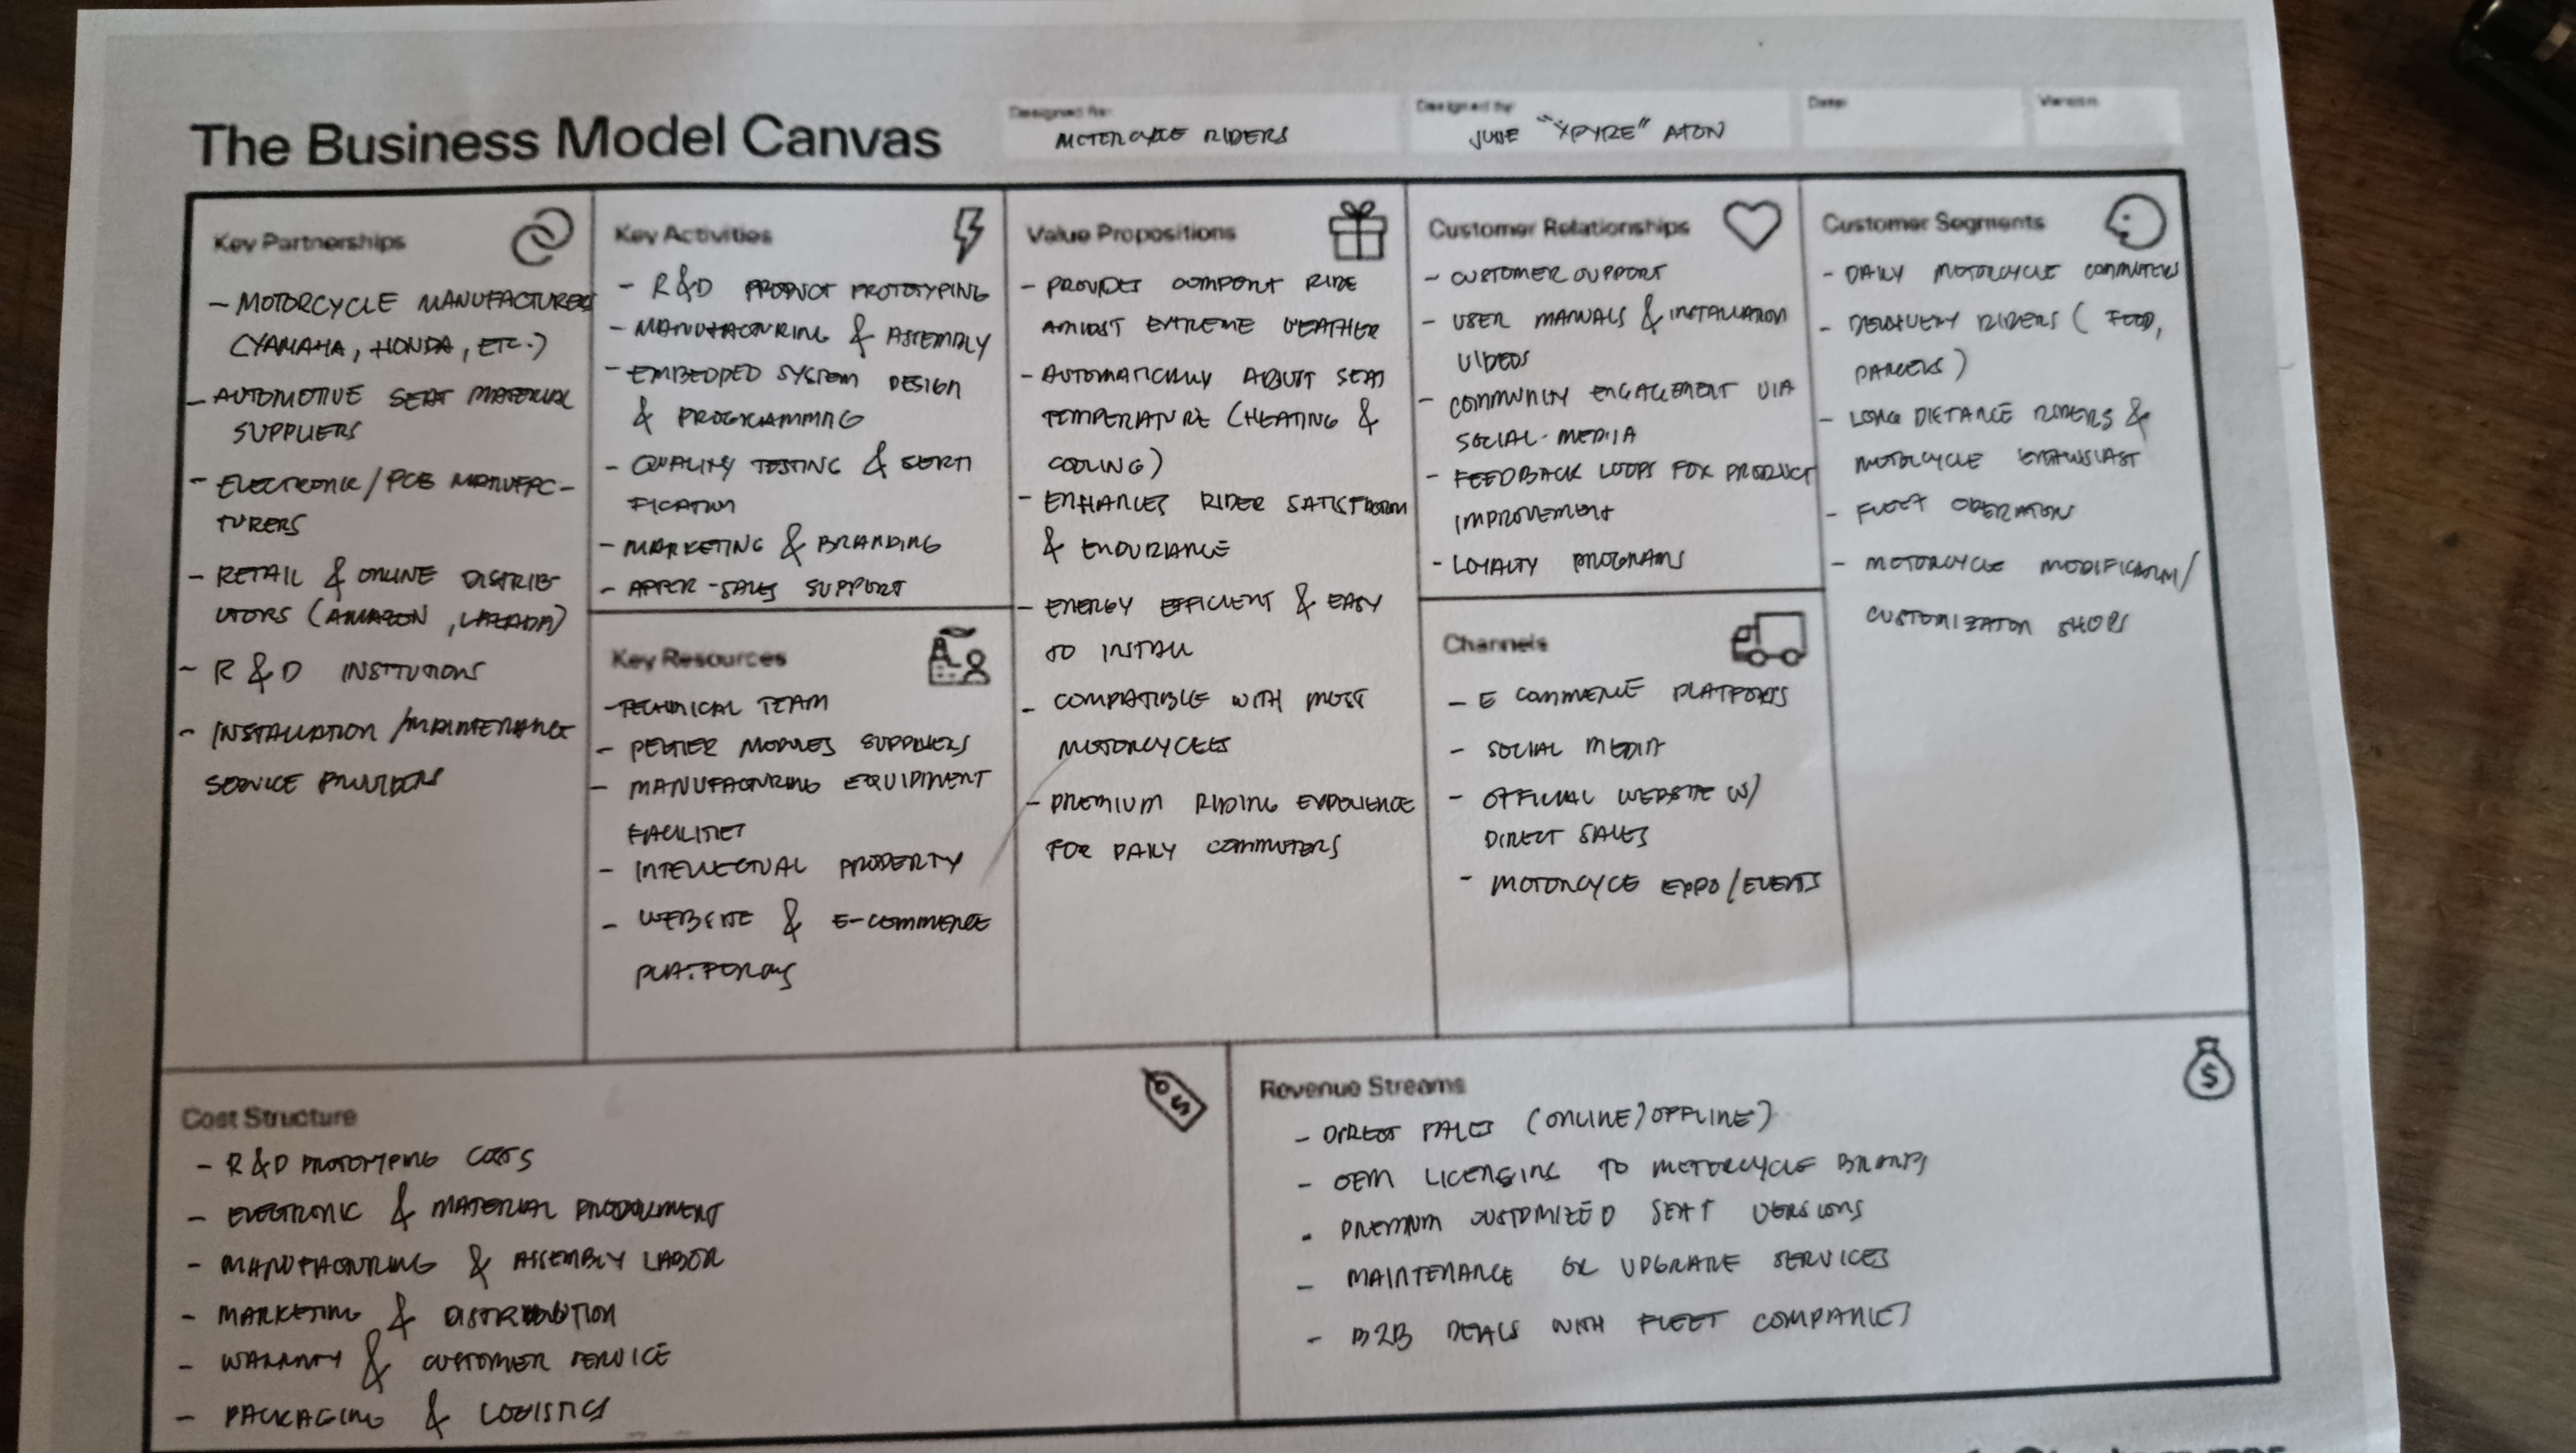 The Business Model Canvas
Designed for:
MOTORCYCLE RIDERS
Designed by:
JUNE "XPYRE" ATON
Date:
Version:
Key Partnerships
- MOTORCYCLE MANUFACTURERS
(YAMAHA, HONDA, ETC.)
- AUTOMOTIVE SEAT MATERIAL
SUPPLIERS
- ELECTRONIK / PCB MANUFAC-
TURERS
- RETAIL & ONLINE DISTRIB-
UTORS (AMAZON, LAZADA)
- R&D INSTTUTIONS
- INSTALLATION / MAINTENANCE
SERVICE PROVIDERS
Key Activities
- R&D PRODUCT PROTOTYPING
- MANUFACTURING & ASSEMBLY
- EMBEDDED SYSTEM DESIGN
& PROGRAMMING
- QUALITY TESTING & SERTI
FICATION
- MARKETING & BRANDING
- AFTER-SALES SUPPORT
Key Resources
- TECHNICAL TEAM
- PELTIER MODULES SUPPLIERS
- MANUFACTURING EQUIPMENT
FACILITIES
- INTELLECTUAL PROPERTY
- WEBSITE & E-COMMERCE
PLATFORMS
Value Propositions
- PROVIDES COMFORT RIDE
AMIDST EXTREME WEATHER
- AUTOMATICALLY ADJUST SEAT
TEMPERATURE (HEATING &
COOLING)
- ENHANCES RIDER SATISFACTION
& ENDURANCE
- ENERGY EFFICIENT & EASY
TO INSTALL
- COMPATIBLE WITH MOST
MOTORCYCLES
- PREMIUM RIDING EXPERIENCE
FOR DAILY COMMUTERS
Customer Relationships
- CUSTOMER SUPPORT
- USER MANUALS & INSTALLATION
VIDEOS
- COMMUNITY ENGAGEMENT VIA
SOCIAL MEDIA
- FEEDBACK LOOPS FOR PRODUCT
IMPROVEMENT
- LOYALTY PROGRAMS
Channels
- E COMMERCE PLATFORMS
- SOCIAL MEDIA
- OFFICIAL WEBSITE W/
DIRECT SALES
- MOTORCYCLE EXPO/EVENTS
Customer Segments
- DAILY MOTORCYCLE COMMUTERS
- DELIVERY RIDERS (FOOD,
PARCELS)
- LONG DISTANCE RIDERS &
MOTORCYCLE ENTHUSIAST
- FLEET OPERATORS
- MOTORCYCLE MODIFICATION/
CUSTOMIZATION SHOPS
Cost Structure
- R&D PROTOTYPING COSTS
- ELECTRONIC & MATERIAL PROCUREMENT
- MANUFACTURING & ASSEMBLY LABOR
- MARKETING & DISTRIBUTION
- WARRANTY & CUSTOMER SERVICE
- PACKAGING & LOGISTICS
Revenue Streams
- DIRECT SALES (ONLINE/OFFLINE)
- OEM LICENSING TO MOTORCYCLE BRANDS
- PREMIUM CUSTOMIZED SEAT VERSIONS
- MAINTENANCE OR UPGRADE SERVICES
- B2B DEALS WITH FLEET COMPANIES